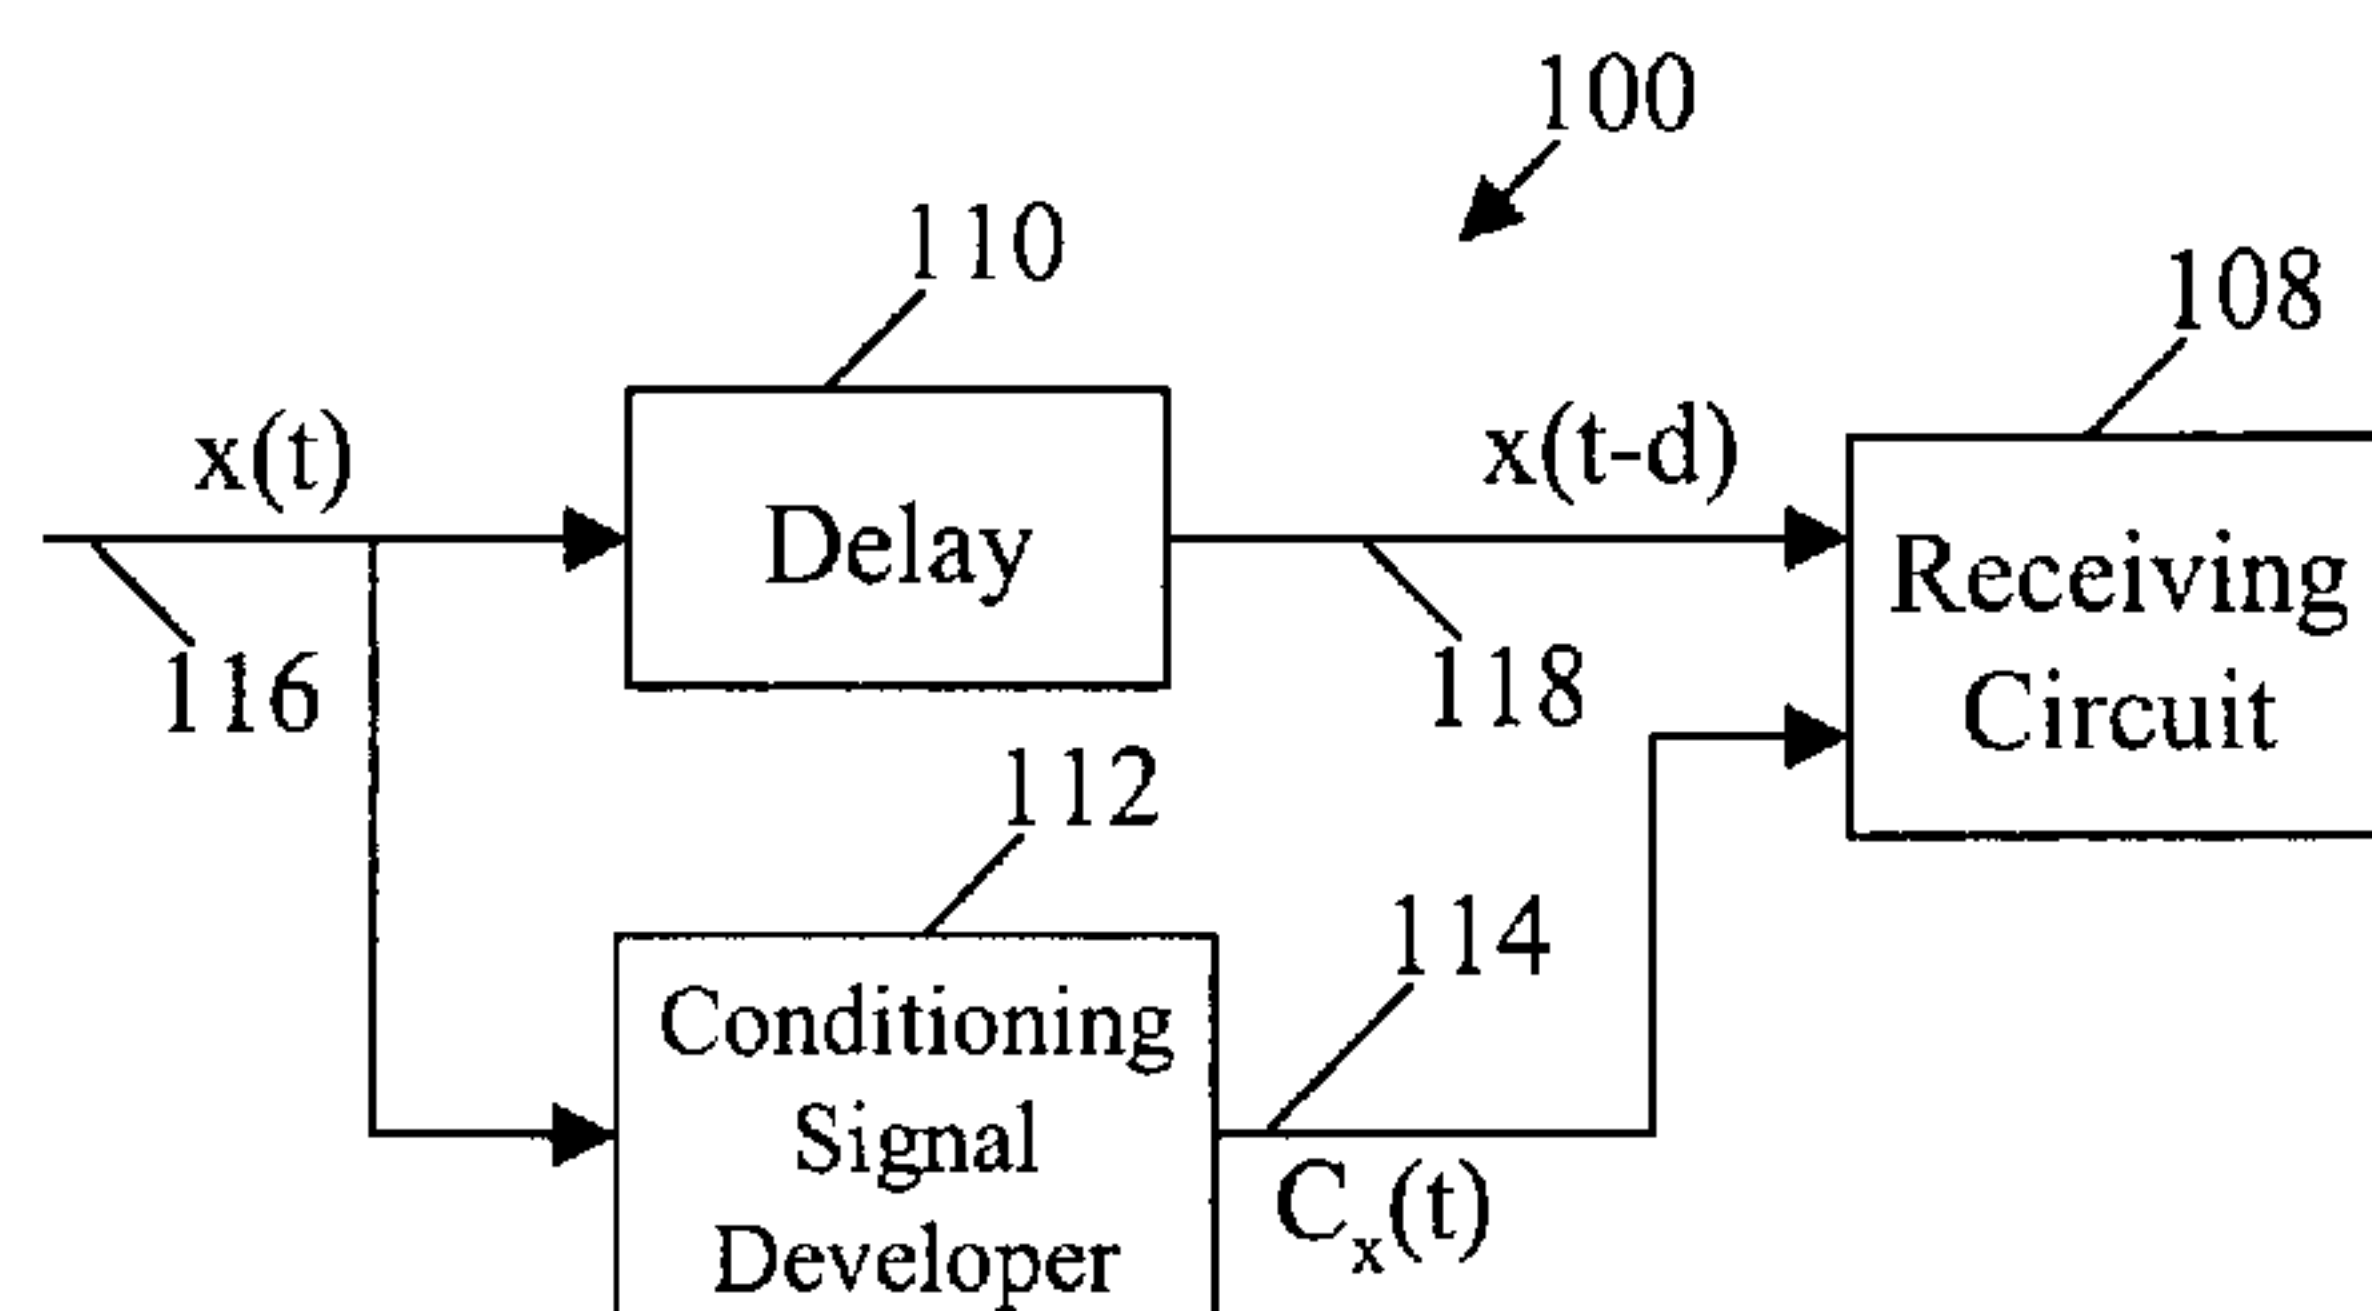 100
110
108
x(t)
x(t-d)
Delay
Receiving
Circuit
116
118
112
114
Conditioning
Signal
Developer
Cₓ(t)